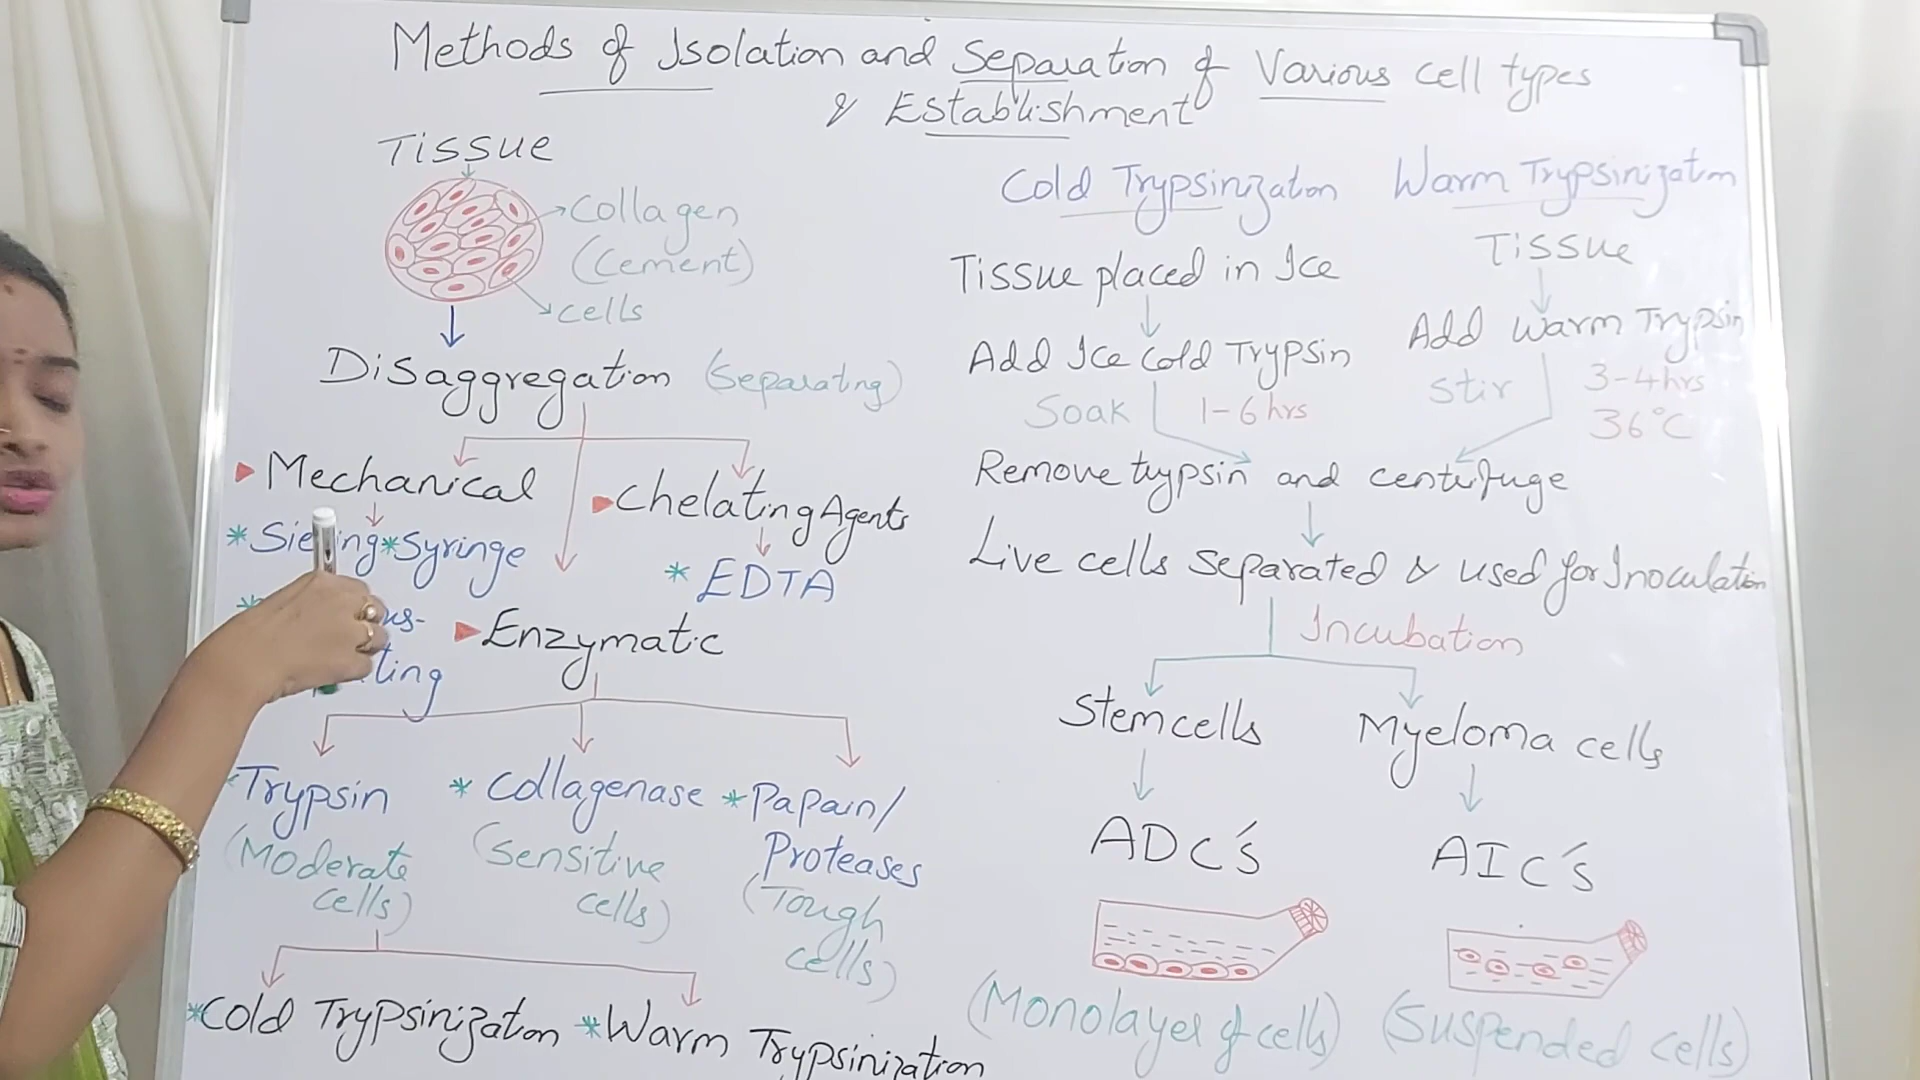 Methods of Isolation and Separation of Various cell types
& Establishment
Tissue
Collagen
(Cement)
cells
Disaggregation (Separating)
Mechanical
* *Syringe
*
Chelating Agents
* EDTA
Enzymatic
*Trypsin
(Moderate
cells)
* Collagenase
(Sensitive
cells)
*Papain/
Proteases
(Tough
cells)
*Cold Trypsinization *Warm Trypsinization
Cold Trypsinization
Tissue placed in Ice
Add Ice cold Trypsin
Soak 1-6 hrs
Warm Trypsinization
Tissue
Add warm Trypsin
Stir 3-4hrs
36°C
Remove trypsin and centrifuge
Live cells Separated & used for Inoculation
Incubation
Stem cells
ADC's
(Monolayer of cells)
Myeloma cells
AIC's
(Suspended cells)